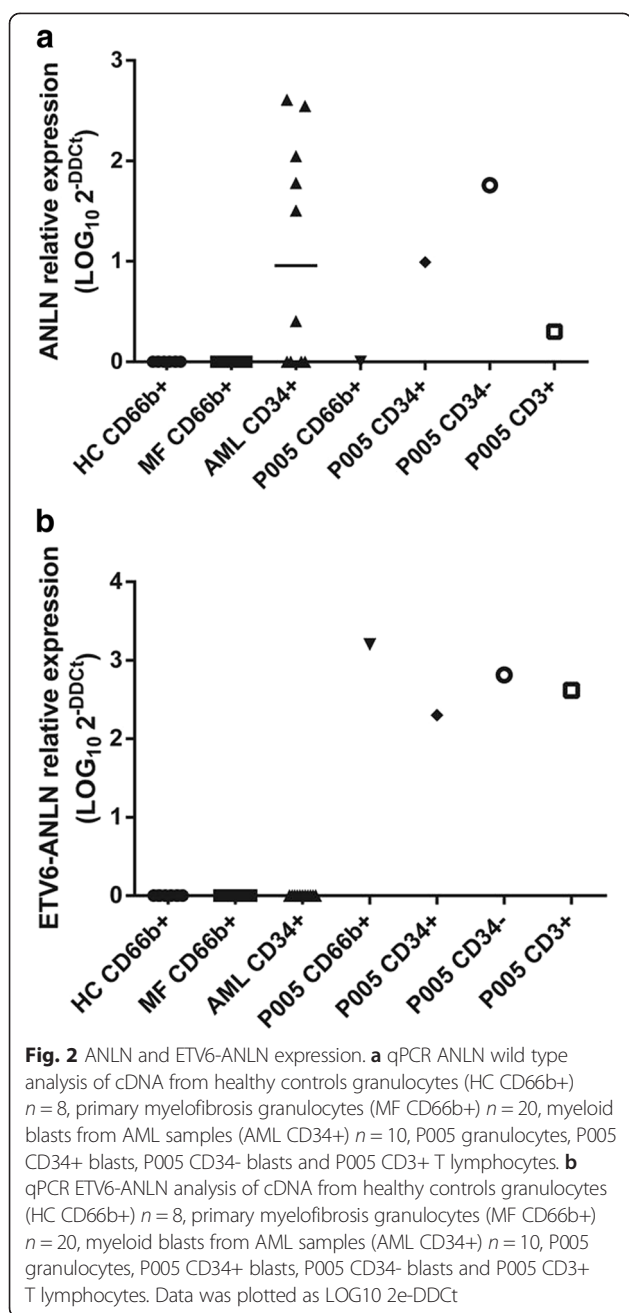 a
ANLN relative expression
(LOG10 2-DDCt)
3
2
1
0
HC CD66b+
MF CD66b+
AML CD34+
P005 CD66b+
P005 CD34+
P005 CD34-
P005 CD3+
b
ETV6-ANLN relative expression
(LOG10 2-DDCt)
4
3
2
1
0
HC CD66b+
MF CD66b+
AML CD34+
P005 CD66b+
P005 CD34+
P005 CD34-
P005 CD3+
Fig. 2 ANLN and ETV6-ANLN expression. a qPCR ANLN wild type
analysis of cDNA from healthy controls granulocytes (HC CD66b+)
n = 8, primary myelofibrosis granulocytes (MF CD66b+) n = 20, myeloid
blasts from AML samples (AML CD34+) n = 10, P005 granulocytes, P005
CD34+ blasts, P005 CD34- blasts and P005 CD3+ T lymphocytes. b
qPCR ETV6-ANLN analysis of cDNA from healthy controls granulocytes
(HC CD66b+) n = 8, primary myelofibrosis granulocytes (MF CD66b+)
n = 20, myeloid blasts from AML samples (AML CD34+) n = 10, P005
granulocytes, P005 CD34+ blasts, P005 CD34- blasts and P005 CD3+
T lymphocytes. Data was plotted as LOG10 2e-DDCt